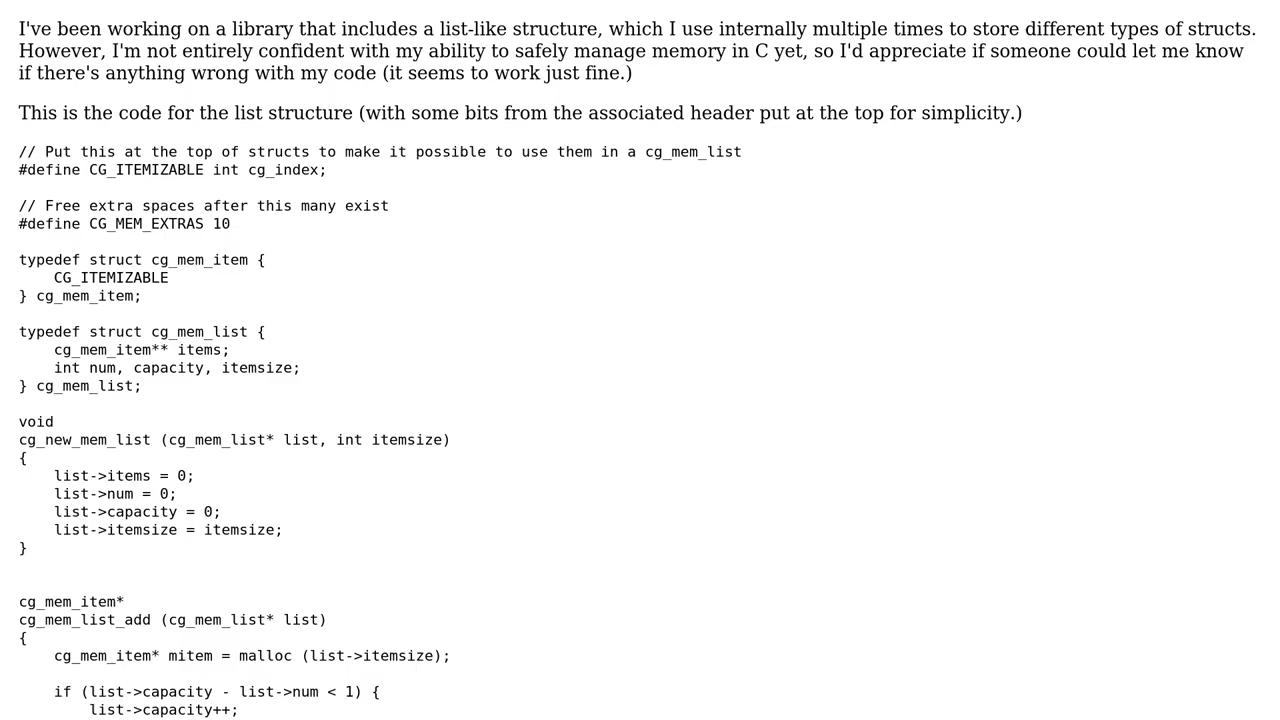 I've been working on a library that includes a list-like structure, which I use internally multiple times to store different types of structs.
However, I'm not entirely confident with my ability to safely manage memory in C yet, so I'd appreciate if someone could let me know
if there's anything wrong with my code (it seems to work just fine.)
This is the code for the list structure (with some bits from the associated header put at the top for simplicity.)
// Put this at the top of structs to make it possible to use them in a cg_mem_list
#define CG_ITEMIZABLE int cg_index;
// Free extra spaces after this many exist
#define CG_MEM_EXTRAS 10
typedef struct cg_mem_item {
    CG_ITEMIZABLE
} cg_mem_item;
typedef struct cg_mem_list {
    cg_mem_item** items;
    int num, capacity, itemsize;
} cg_mem_list;
void
cg_new_mem_list (cg_mem_list* list, int itemsize)
{
    list->items = 0;
    list->num = 0;
    list->capacity = 0;
    list->itemsize = itemsize;
}
cg_mem_item*
cg_mem_list_add (cg_mem_list* list)
{
    cg_mem_item* mitem = malloc (list->itemsize);
    if (list->capacity - list->num < 1) {
        list->capacity++;